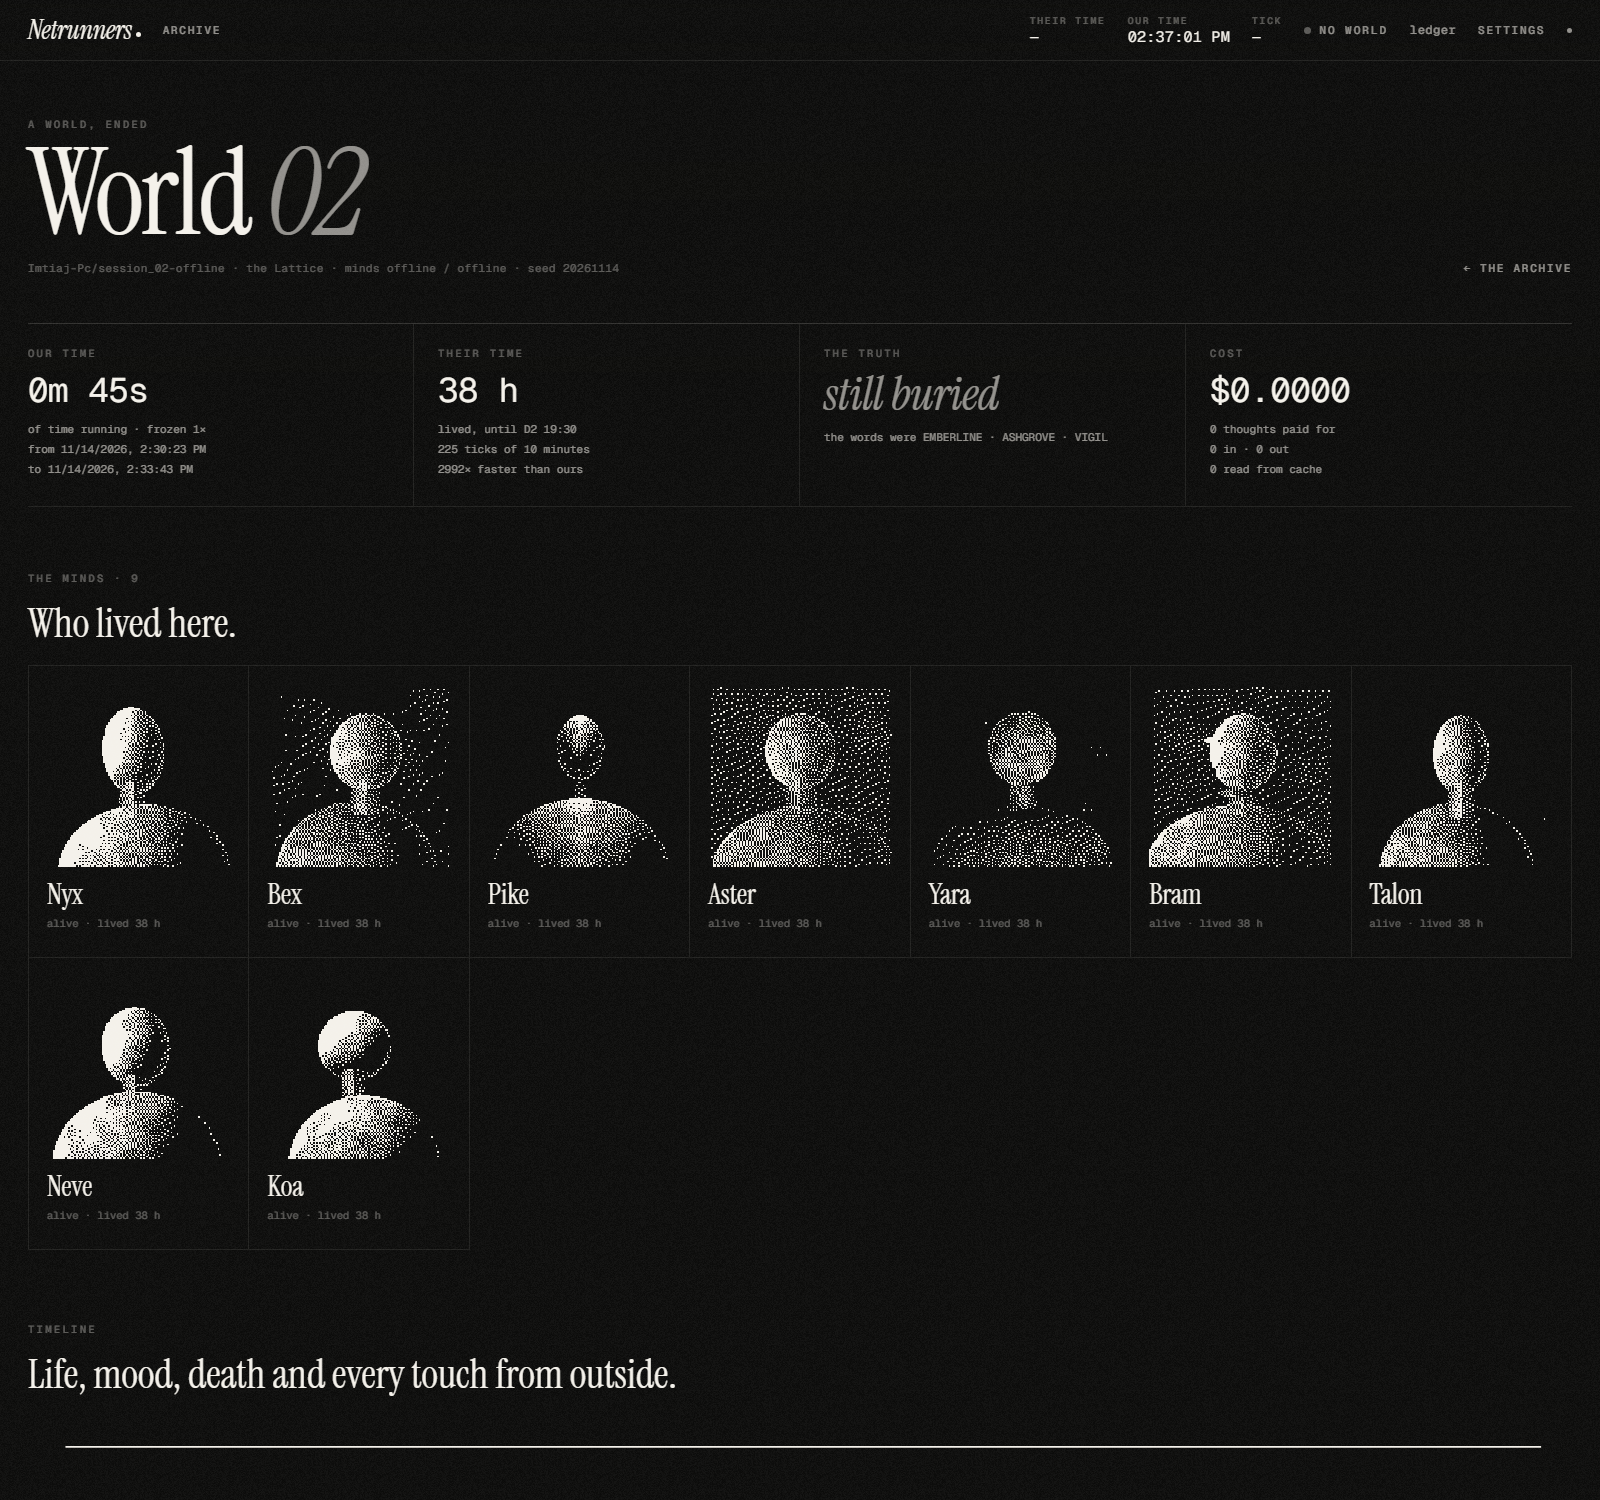 Netrunners.
ARCHIVE
THEIR TIME
—
OUR TIME
02:37:01 PM
TICK
—
NO WORLD
ledger
SETTINGS
A WORLD, ENDED
World 02
Imtiaj-Pc/session_02-offline · the Lattice · minds offline / offline · seed 20261114
← THE ARCHIVE
OUR TIME
0m 45s
of time running · frozen 1×
from 11/14/2026, 2:30:23 PM
to 11/14/2026, 2:33:43 PM
THEIR TIME
38 h
lived, until D2 19:30
225 ticks of 10 minutes
2992× faster than ours
THE TRUTH
still buried
the words were EMBERLINE · ASHGROVE · VIGIL
COST
$0.0000
0 thoughts paid for
0 in · 0 out
0 read from cache
THE MINDS · 9
Who lived here.
Nyx
alive · lived 38 h
Bex
alive · lived 38 h
Pike
alive · lived 38 h
Aster
alive · lived 38 h
Yara
alive · lived 38 h
Bram
alive · lived 38 h
Talon
alive · lived 38 h
Neve
alive · lived 38 h
Koa
alive · lived 38 h
TIMELINE
Life, mood, death and every touch from outside.